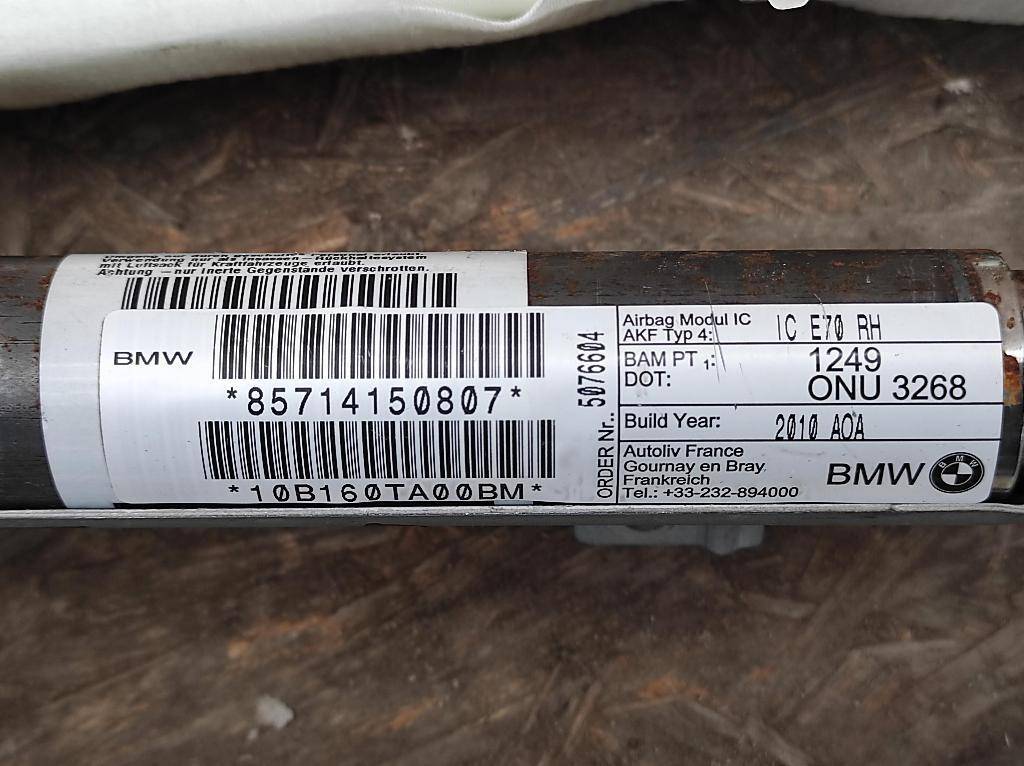 mit Luftsack für Kraftfahrzeuge erlaubt.
Achtung - nur inerte Gegenstände verschrotten.
BMW
*85714150807*
*10B160TA00BM*
ORDER Nr.. 5076604
Airbag Modul IC
AKF Typ 4: IC E70 RH
BAM PT 1: 1249
DOT: ONU 3268
Build Year: 2010 AOA
Autoliv France
Gournay en Bray.
Frankreich
Tel.: +33-232-894000
BMW
BMW